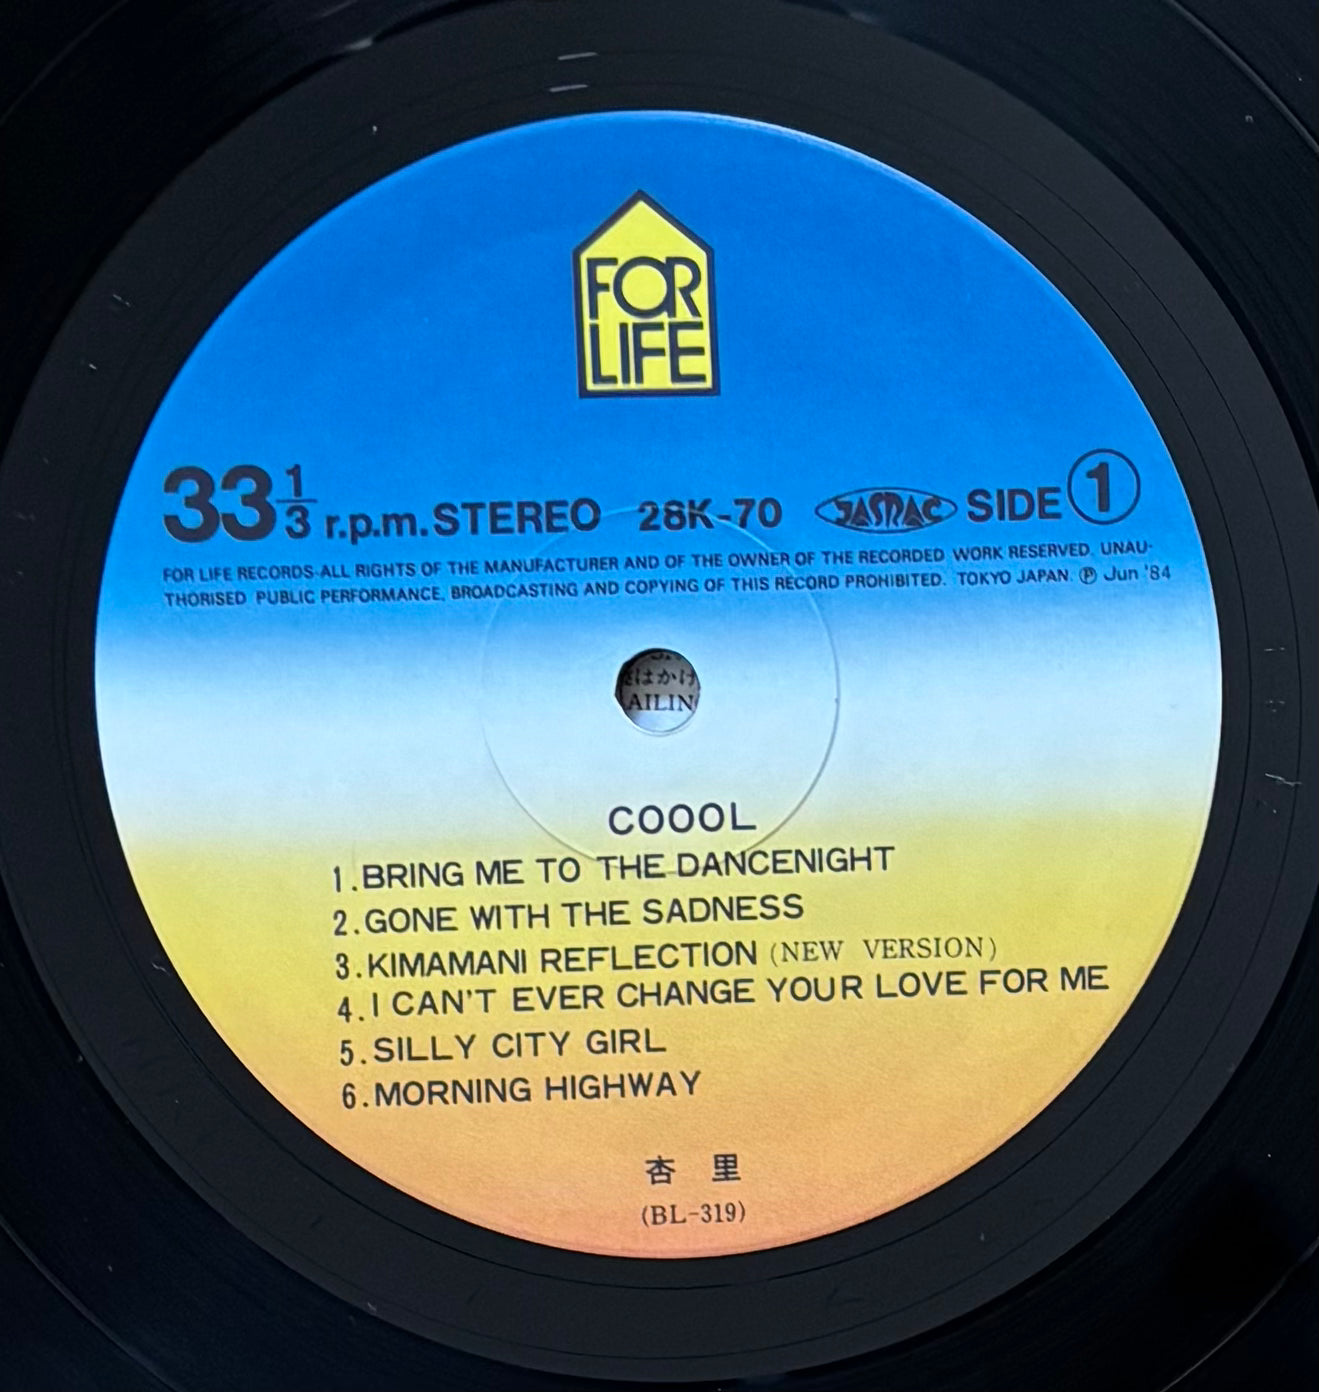 FOR
LIFE
33 1/3 r.p.m. STEREO 28K-70 JASRAC SIDE 1
FOR LIFE RECORDS-ALL RIGHTS OF THE MANUFACTURER AND OF THE OWNER OF THE RECORDED WORK RESERVED. UNAU-
THORISED PUBLIC PERFORMANCE, BROADCASTING AND COPYING OF THIS RECORD PROHIBITED. TOKYO JAPAN. Ⓟ Jun '84
はかけ
AILIN
COOOL
1. BRING ME TO THE DANCENIGHT
2. GONE WITH THE SADNESS
3. KIMAMANI REFLECTION (NEW VERSION)
4. I CAN'T EVER CHANGE YOUR LOVE FOR ME
5. SILLY CITY GIRL
6. MORNING HIGHWAY
杏里
(BL-319)